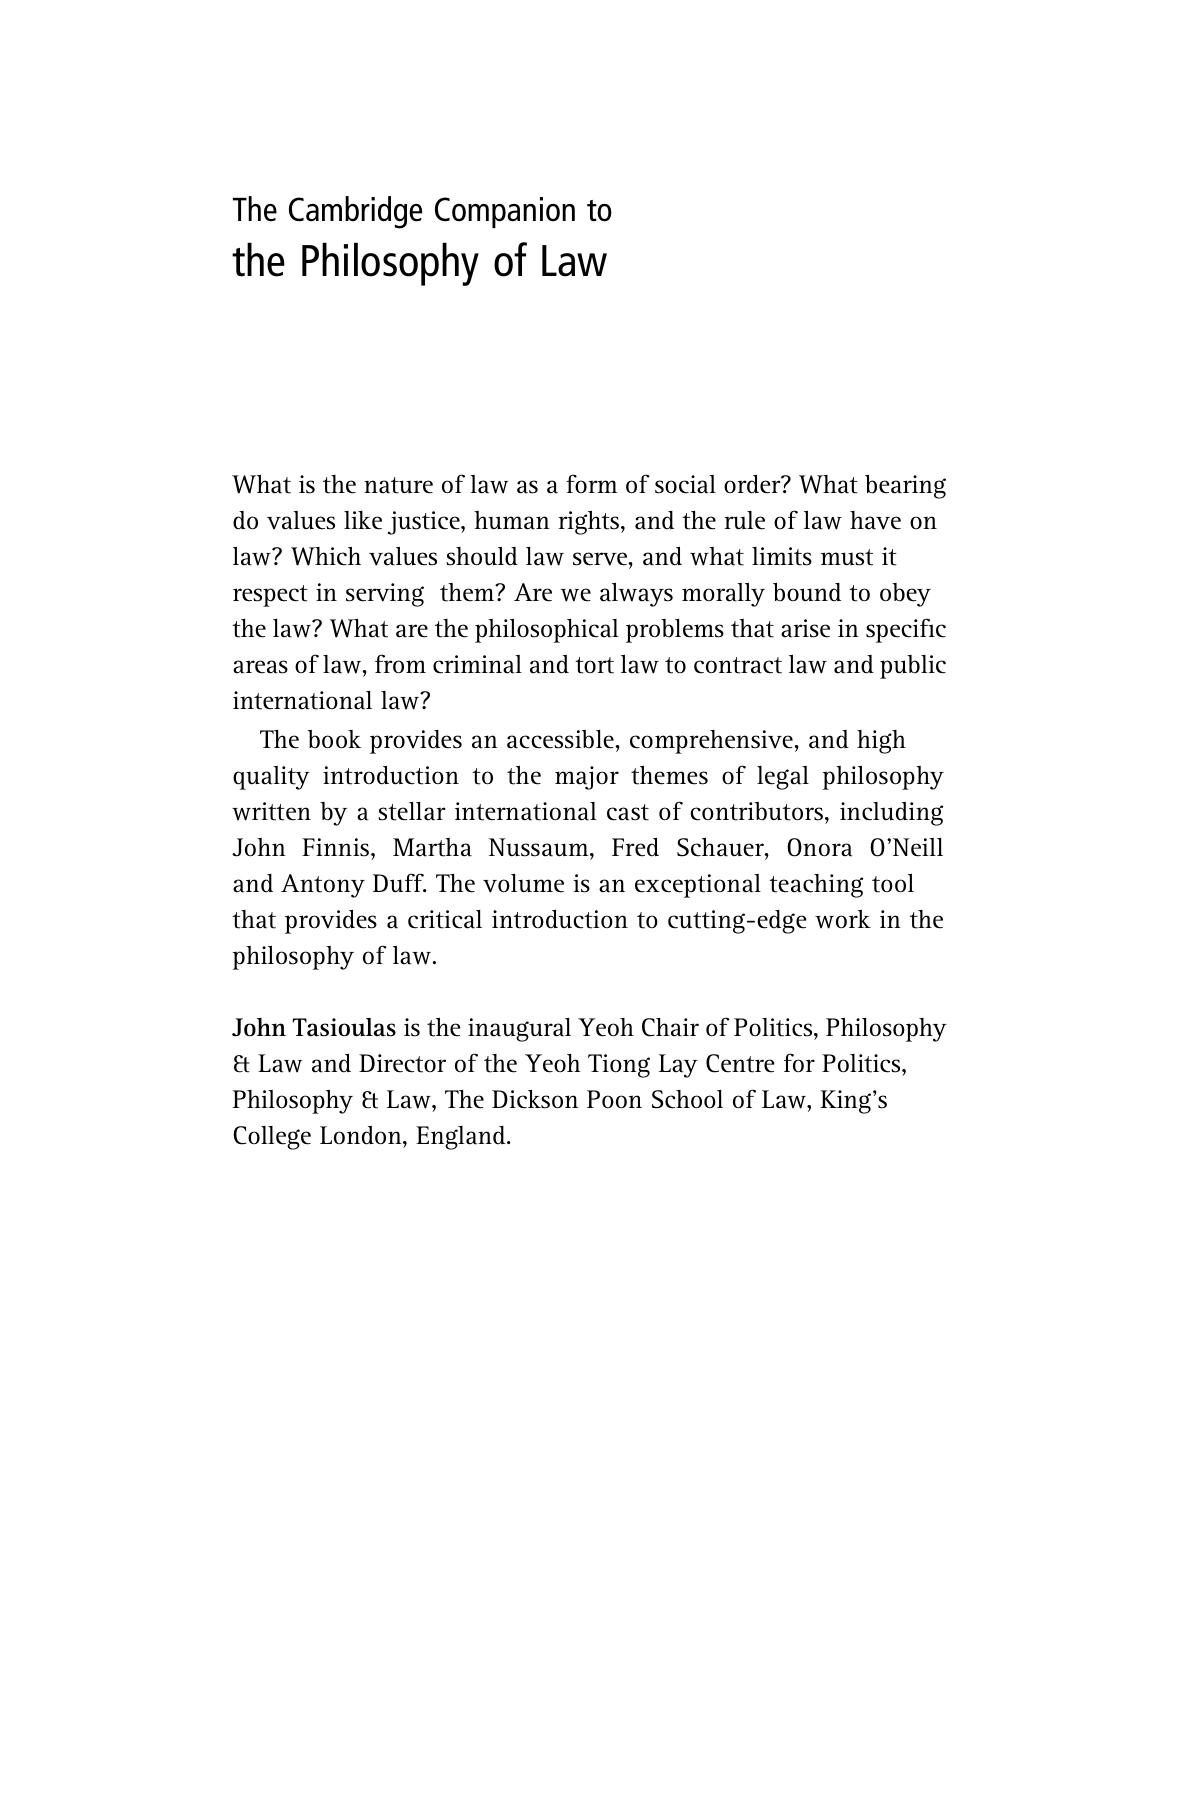 The Cambridge Companion to
the Philosophy of Law
What is the nature of law as a form of social order? What bearing
do values like justice, human rights, and the rule of law have on
law? Which values should law serve, and what limits must it
respect in serving them? Are we always morally bound to obey
the law? What are the philosophical problems that arise in specific
areas of law, from criminal and tort law to contract law and public
international law?
The book provides an accessible, comprehensive, and high
quality introduction to the major themes of legal philosophy
written by a stellar international cast of contributors, including
John Finnis, Martha Nussaum, Fred Schauer, Onora O’Neill
and Antony Duff. The volume is an exceptional teaching tool
that provides a critical introduction to cutting-edge work in the
philosophy of law.
John Tasioulas is the inaugural Yeoh Chair of Politics, Philosophy
& Law and Director of the Yeoh Tiong Lay Centre for Politics,
Philosophy & Law, The Dickson Poon School of Law, King’s
College London, England.